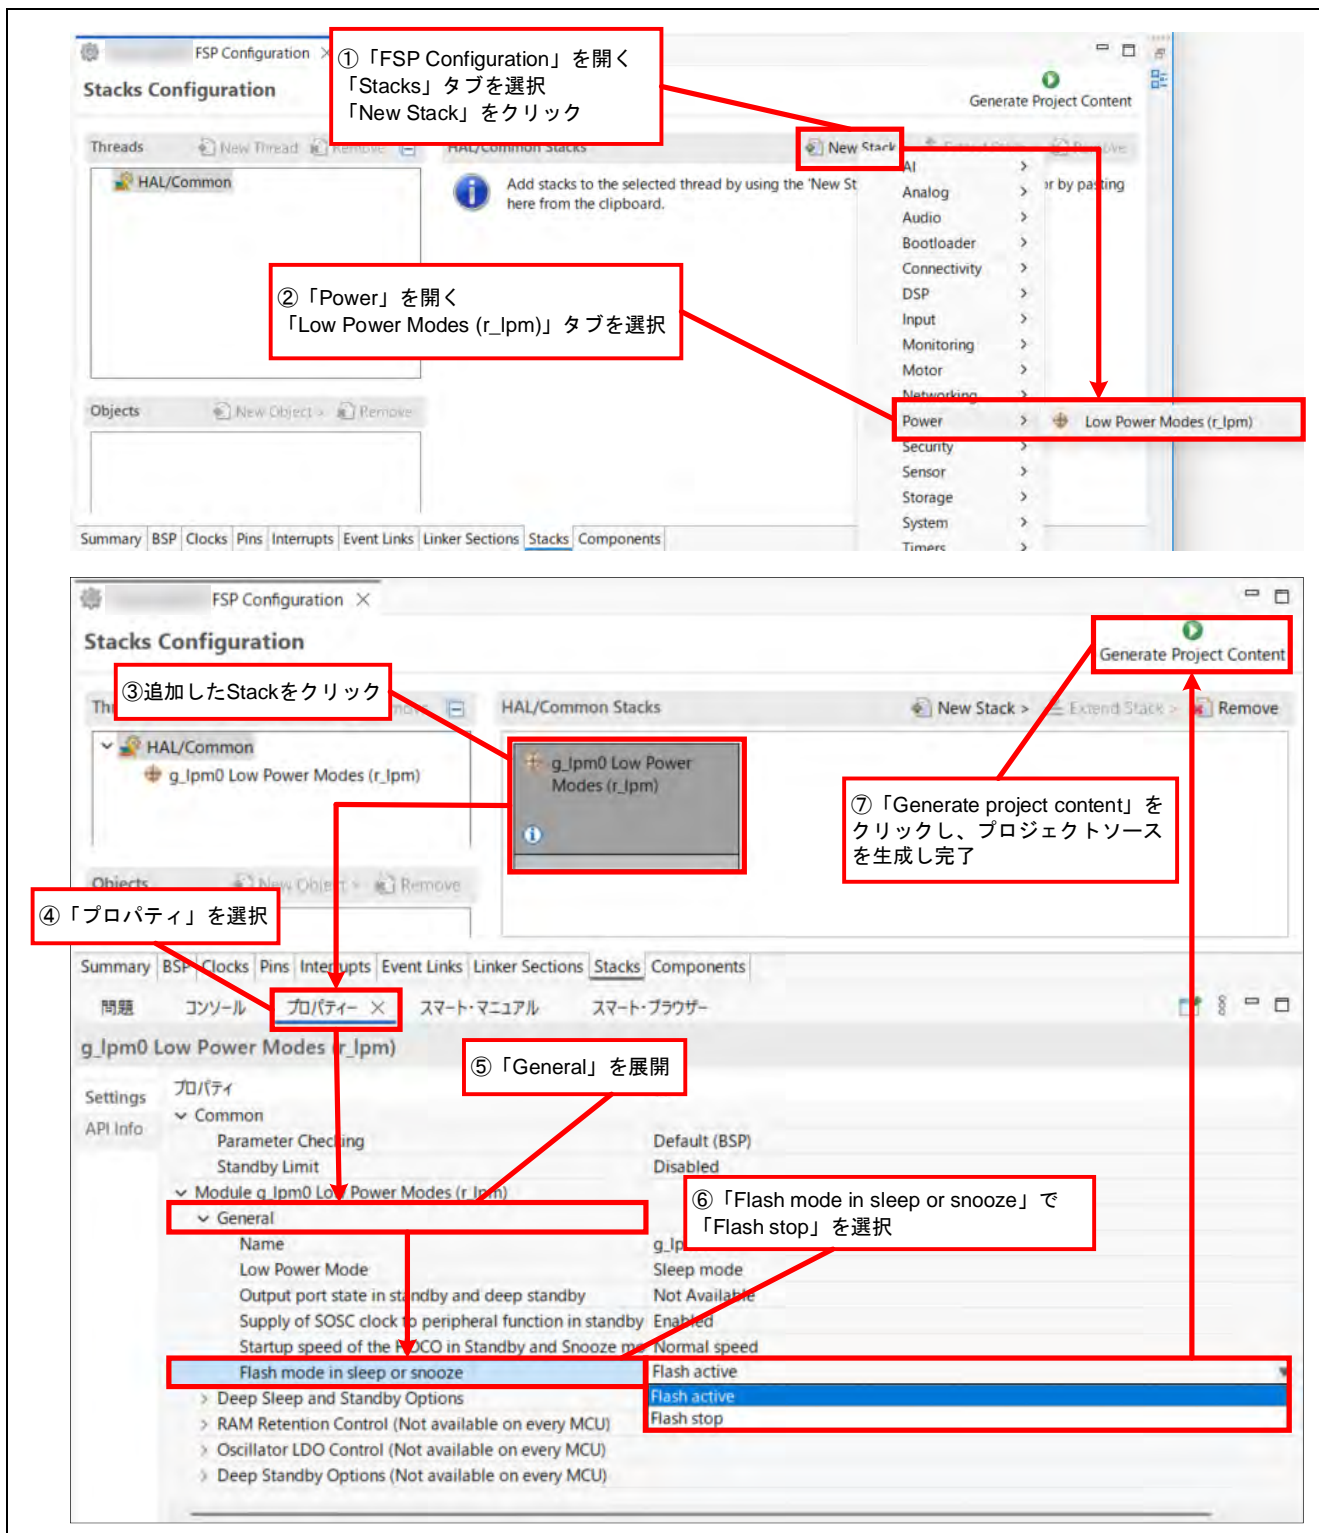 FSP Configuration
①「FSP Configuration」を開く
「Stacks」タブを選択
「New Stack」をクリック
Stacks Configuration
Generate Project Content
Threads
New Thread
Remove
HAL/Common Stacks
New Stack
HAL/Common
Add stacks to the selected thread by using the 'New St
or by pasting
here from the clipboard.
AI
Analog
Audio
Bootloader
Connectivity
DSP
Input
Monitoring
Motor
Networking
Power
Low Power Modes (r_lpm)
Security
Sensor
Storage
System
Timers
②「Power」を開く
「Low Power Modes (r_lpm)」タブを選択
Objects
New Object >
Remove
Summary BSP Clocks Pins Interrupts Event Links Linker Sections Stacks Components
FSP Configuration
Stacks Configuration
Generate Project Content
③追加したStackをクリック
HAL/Common Stacks
New Stack >
Extend Stack >
Remove
HAL/Common
g_lpm0 Low Power Modes (r_lpm)
g_lpm0 Low Power
Modes (r_lpm)
⑦「Generate project content」を
クリックし、プロジェクトソース
を生成し完了
Objects
New Object >
Remove
④「プロパティ」を選択
Summary BSP Clocks Pins Interrupts Event Links Linker Sections Stacks Components
問題 コンソール プロパティー スマート・マニュアル スマート・ブラウザー
g_lpm0 Low Power Modes (r_lpm)
⑤「General」を展開
Settings
API Info
プロパティ
Common
Parameter Checking Default (BSP)
Standby Limit Disabled
Module g_lpm0 Low Power Modes (r_lpm)
⑥「Flash mode in sleep or snooze」で
「Flash stop」を選択
General
Name g_lp
Low Power Mode Sleep mode
Output port state in standby and deep standby Not Available
Supply of SOSC clock to peripheral function in standby Enabled
Startup speed of the HOCO in Standby and Snooze mo Normal speed
Flash mode in sleep or snooze Flash active
Flash active
Flash stop
Deep Sleep and Standby Options
RAM Retention Control (Not available on every MCU)
Oscillator LDO Control (Not available on every MCU)
Deep Standby Options (Not available on every MCU)